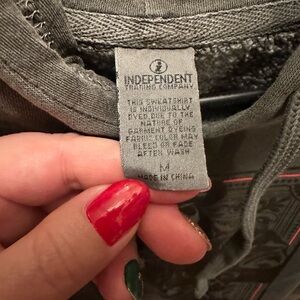 INDEPENDENT
TRADING COMPANY
THIS SWEATSHIRT
IS INDIVIDUALLY
DYED DUE TO THE
NATURE OF
GARMENT DYEING
FABRIC COLOR MAY
BLEED OR FADE
AFTER WASH
M
MADE IN CHINA